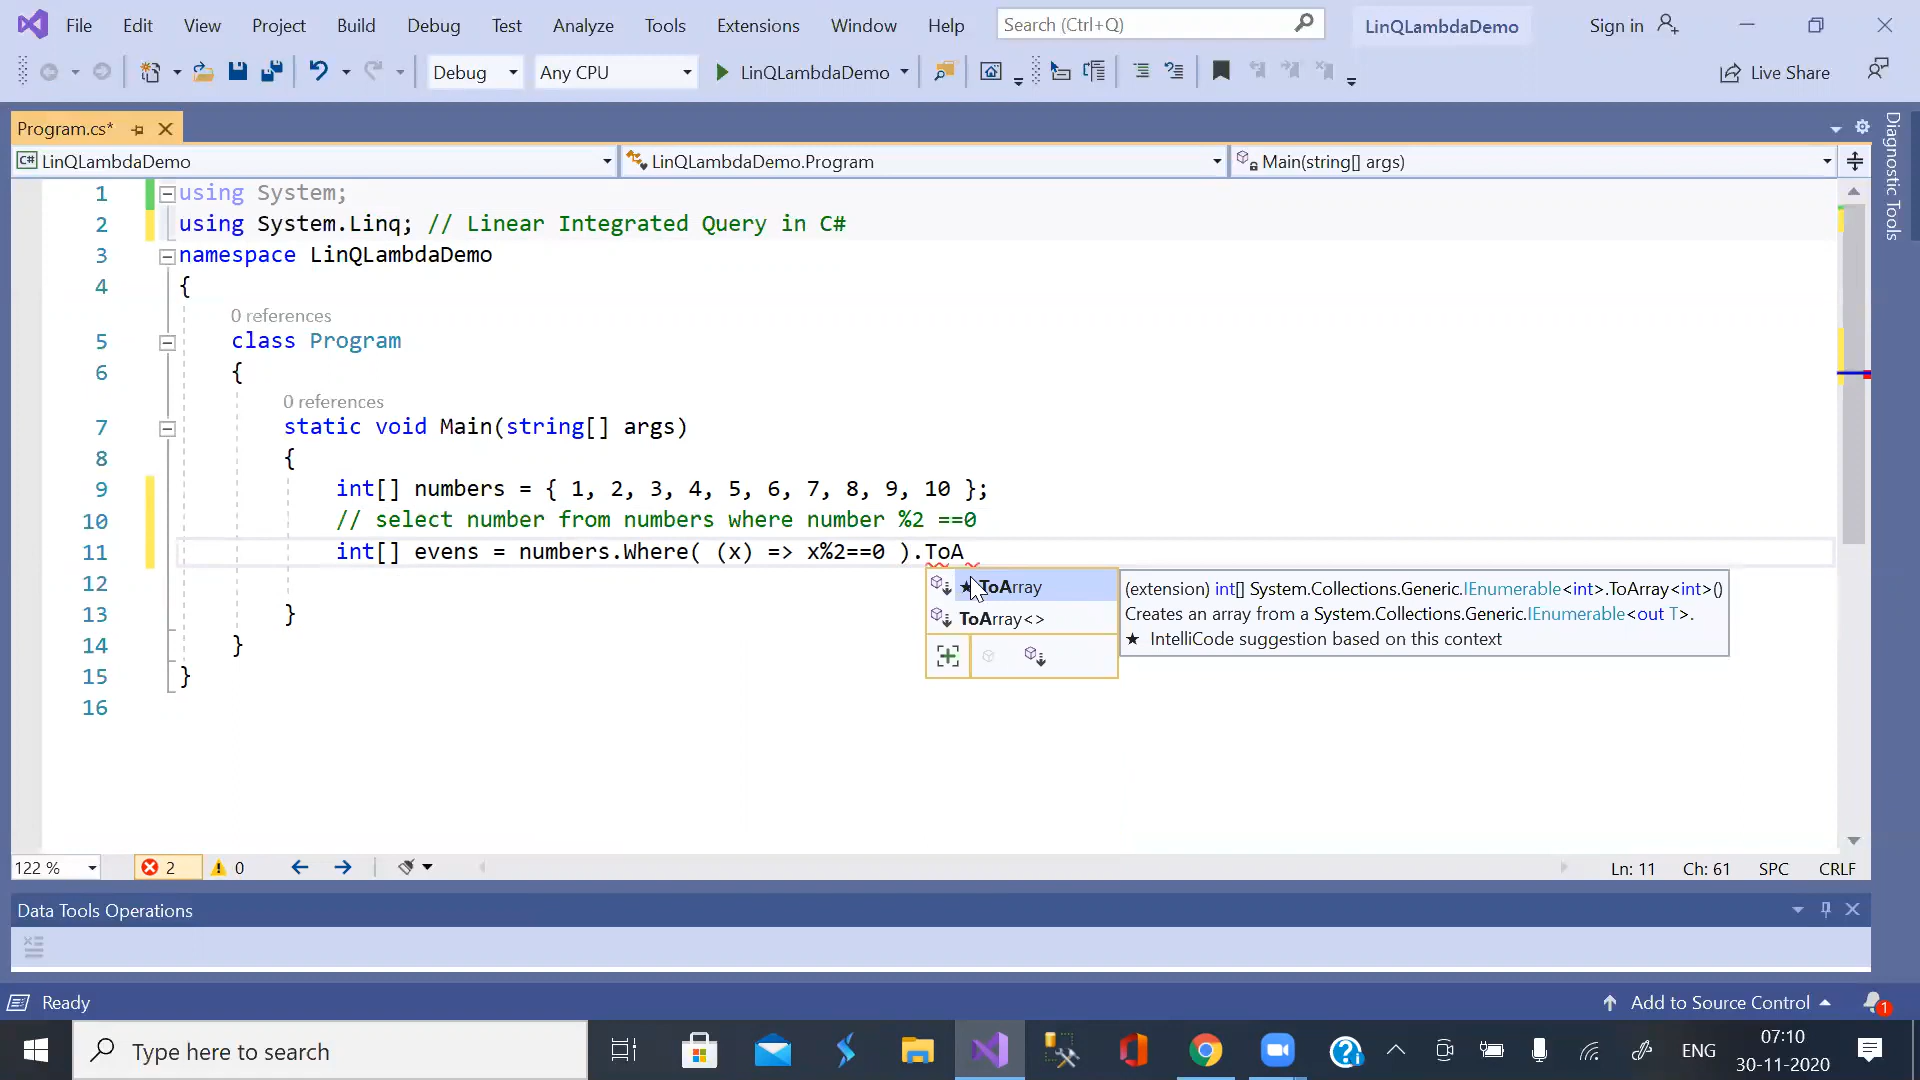 File Edit View Project Build Debug Test Analyze Tools Extensions Window Help Search (Ctrl+Q) LinQLambdaDemo Sign in
Debug Any CPU LinQLambdaDemo Live Share
Program.cs*
LinQLambdaDemo LinQLambdaDemo.Program Main(string[] args)
Diagnostic Tools
1 using System;
2 using System.Linq; // Linear Integrated Query in C#
3 namespace LinQLambdaDemo
4 {
0 references
5 class Program
6 {
0 references
7 static void Main(string[] args)
8 {
9 int[] numbers = { 1, 2, 3, 4, 5, 6, 7, 8, 9, 10 };
10 // select number from numbers where number %2 ==0
11 int[] evens = numbers.Where( (x) => x%2==0 ).ToA
12
13 }
14 }
15 }
16
★ ToArray
ToArray<>
(extension) int[] System.Collections.Generic.IEnumerable<int>.ToArray<int>()
Creates an array from a System.Collections.Generic.IEnumerable<out T>.
★ IntelliCode suggestion based on this context
122 % 2 0 Ln: 11 Ch: 61 SPC CRLF
Data Tools Operations
Ready Add to Source Control 1
Type here to search ENG 07:10
30-11-2020